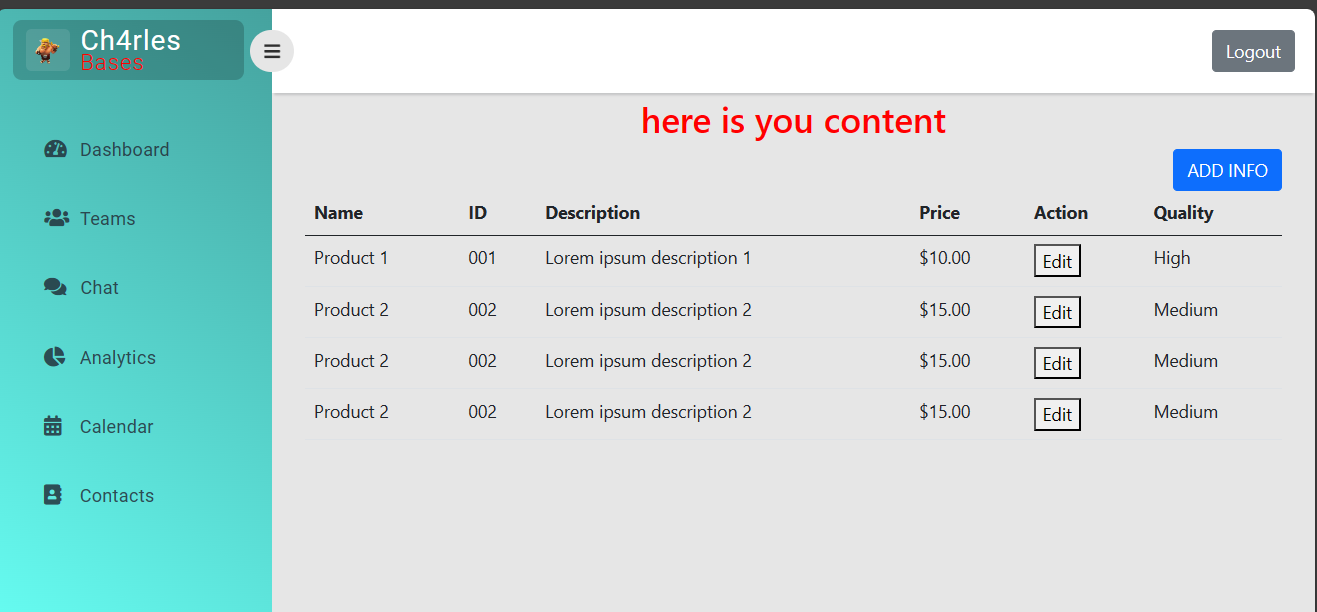 Ch4rles
Bases
Logout
Dashboard
Teams
Chat
Analytics
Calendar
Contacts
here is you content
ADD INFO
Name ID Description Price Action Quality
Product 1 001 Lorem ipsum description 1 $10.00 Edit High
Product 2 002 Lorem ipsum description 2 $15.00 Edit Medium
Product 2 002 Lorem ipsum description 2 $15.00 Edit Medium
Product 2 002 Lorem ipsum description 2 $15.00 Edit Medium